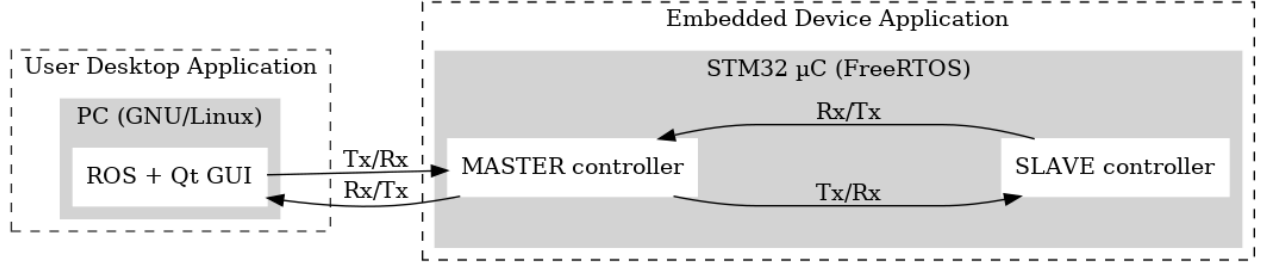 Embedded Device Application
User Desktop Application
STM32 µC (FreeRTOS)
PC (GNU/Linux)
Rx/Tx
Tx/Rx
MASTER controller
SLAVE controller
ROS + Qt GUI
Rx/Tx
Tx/Rx